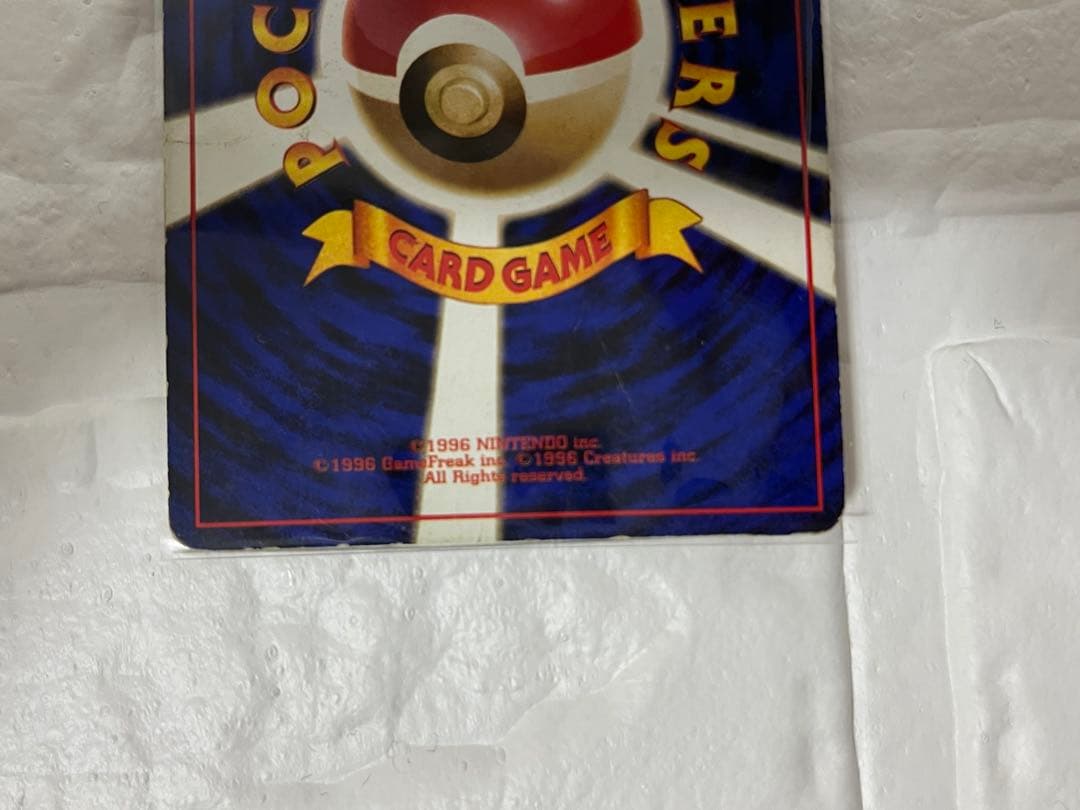 POC
ERS
CARD GAME
©1996 NINTENDO inc.
©1996 GameFreak inc. ©1996 Creatures inc.
All Rights reserved.